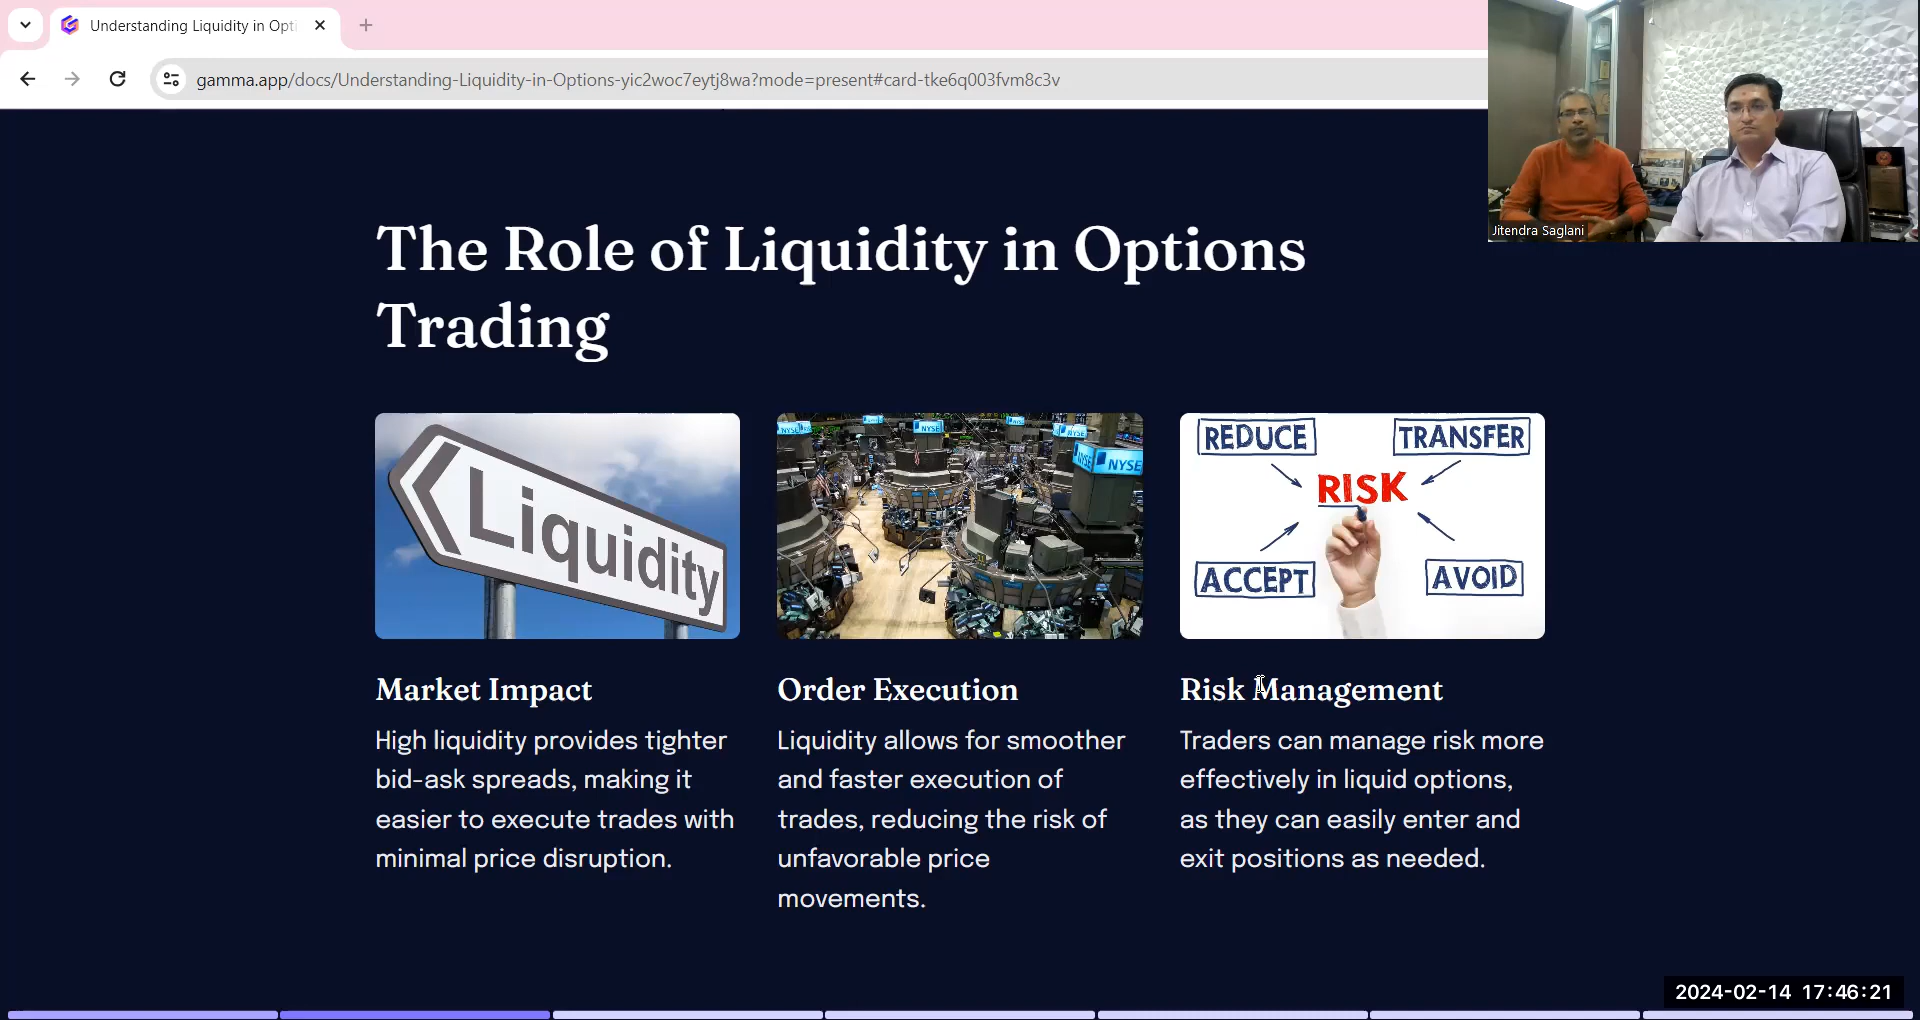 Understanding Liquidity in Opti
gamma.app/docs/Understanding-Liquidity-in-Options-yic2woc7eytj8wa?mode=present#card-tke6q003fvm8c3v
Jitendra Saglani
The Role of Liquidity in Options
Trading
Liquidity
NYSE
NYSE
NYSE
NYSE
NYSE
NYSE
REDUCE
TRANSFER
RISK
ACCEPT
AVOID
Market Impact
High liquidity provides tighter
bid-ask spreads, making it
easier to execute trades with
minimal price disruption.
Order Execution
Liquidity allows for smoother
and faster execution of
trades, reducing the risk of
unfavorable price
movements.
Risk Management
Traders can manage risk more
effectively in liquid options,
as they can easily enter and
exit positions as needed.
2024-02-14 17:46:21